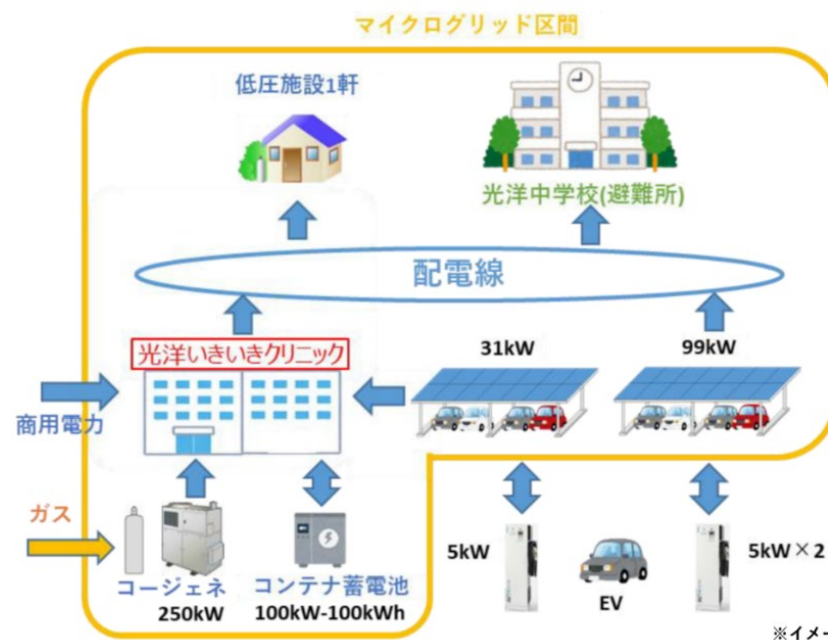 マイクログリッド区間
低圧施設1軒
光洋中学校(避難所)
配電線
光洋いきいきクリニック
31kW
99kW
商用電力
ガス
コージェネ
250kW
コンテナ蓄電池
100kW-100kWh
5kW
EV
5kW×2
※イメー